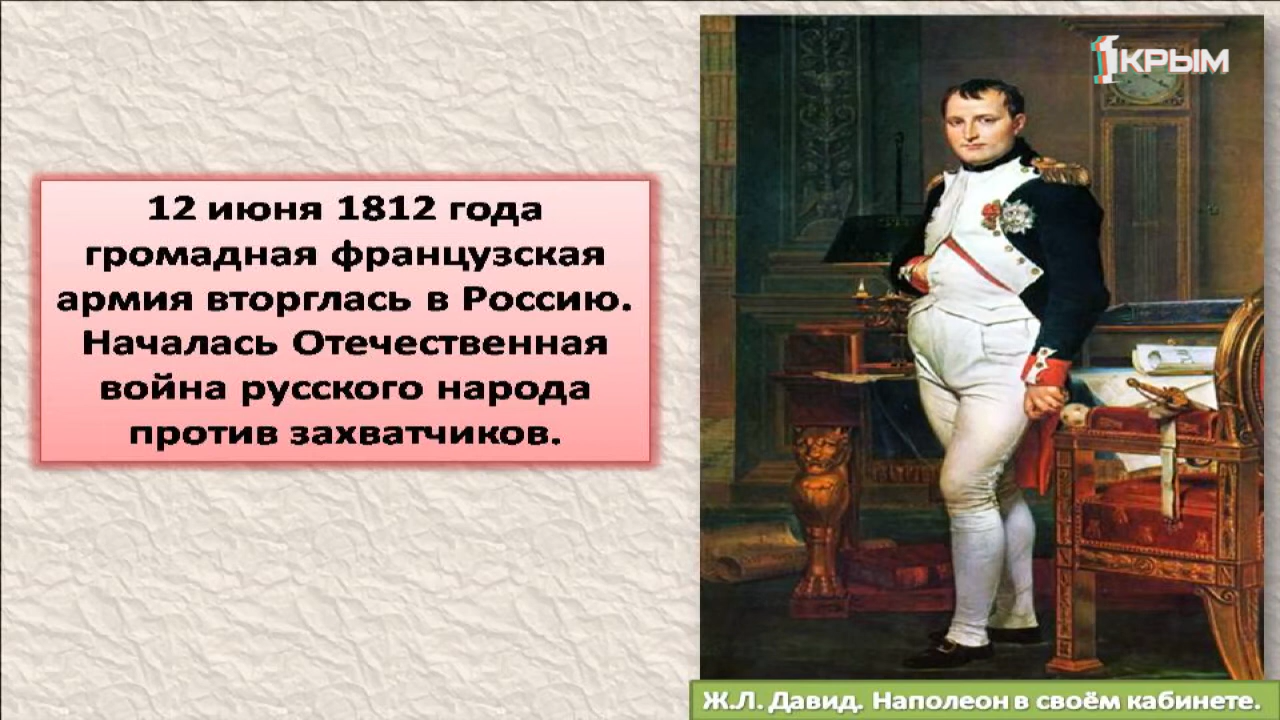 12 июня 1812 года
громадная французская
армия вторглась в Россию.
Началась Отечественная
война русского народа
против захватчиков.
1КРЫМ
Ж.Л. Давид. Наполеон в своём кабинете.